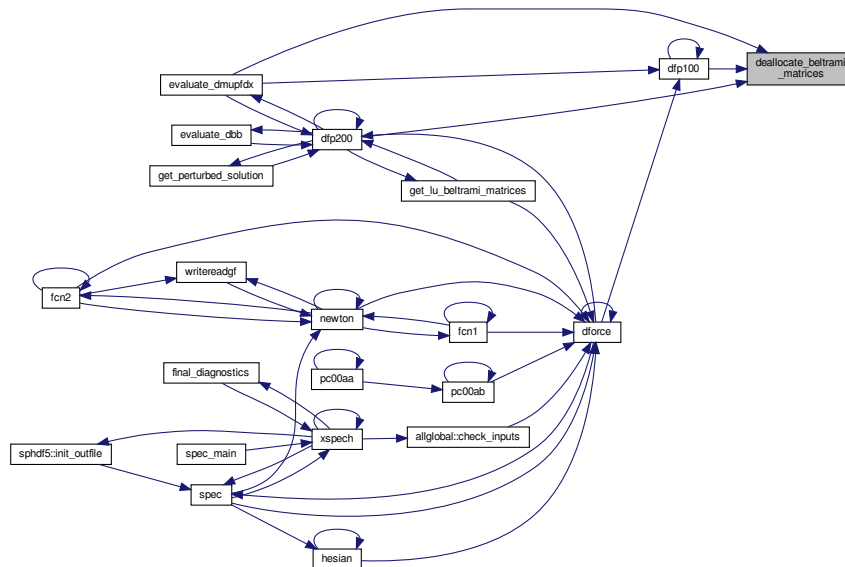 deallocate_beltrami
_matrices
dfp100
evaluate_dmupfdx
evaluate_dbb
dfp200
get_perturbed_solution
get_lu_beltrami_matrices
writereadgf
fcn2
newton
fcn1
dforce
final_diagnostics
pc00aa
pc00ab
xspech
allglobal::check_inputs
sphdf5::init_outfile
spec_main
spec
hesian